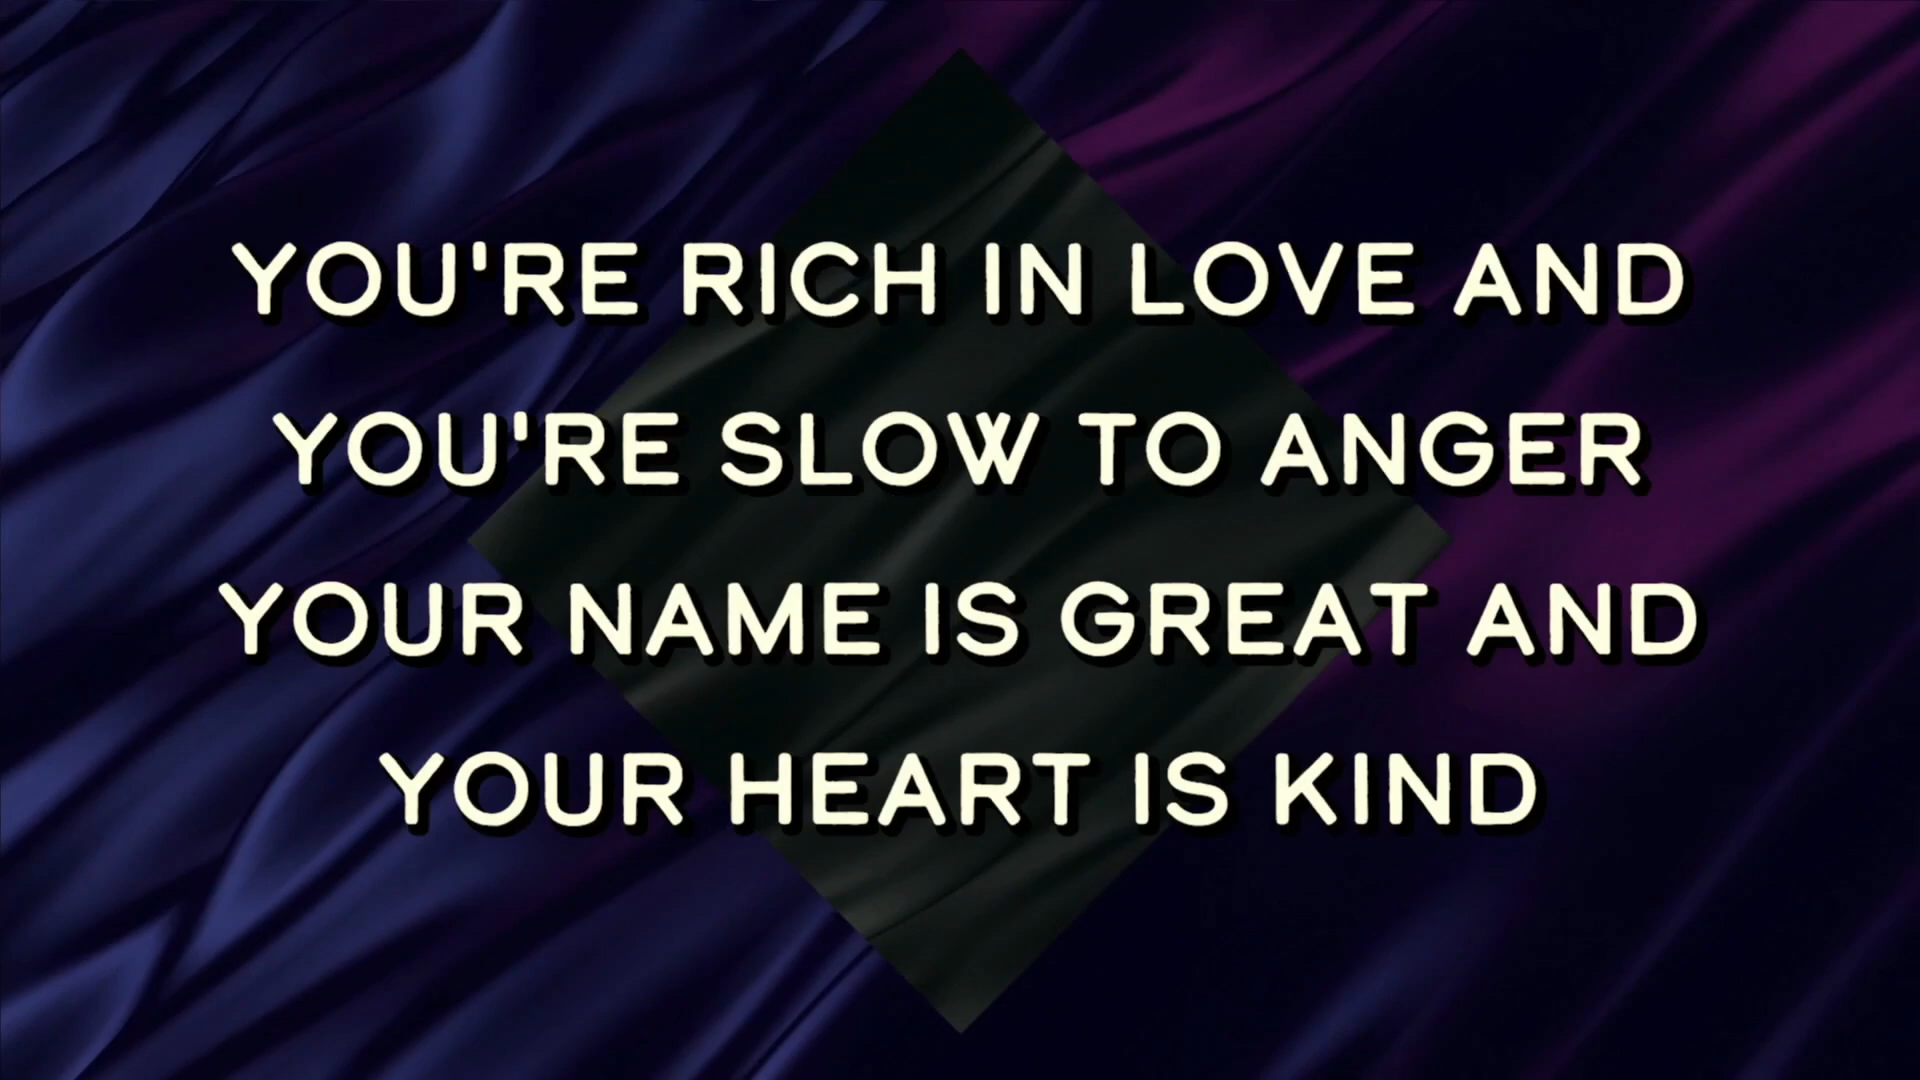 YOU'RE RICH IN LOVE AND
YOU'RE SLOW TO ANGER
YOUR NAME IS GREAT AND
YOUR HEART IS KIND